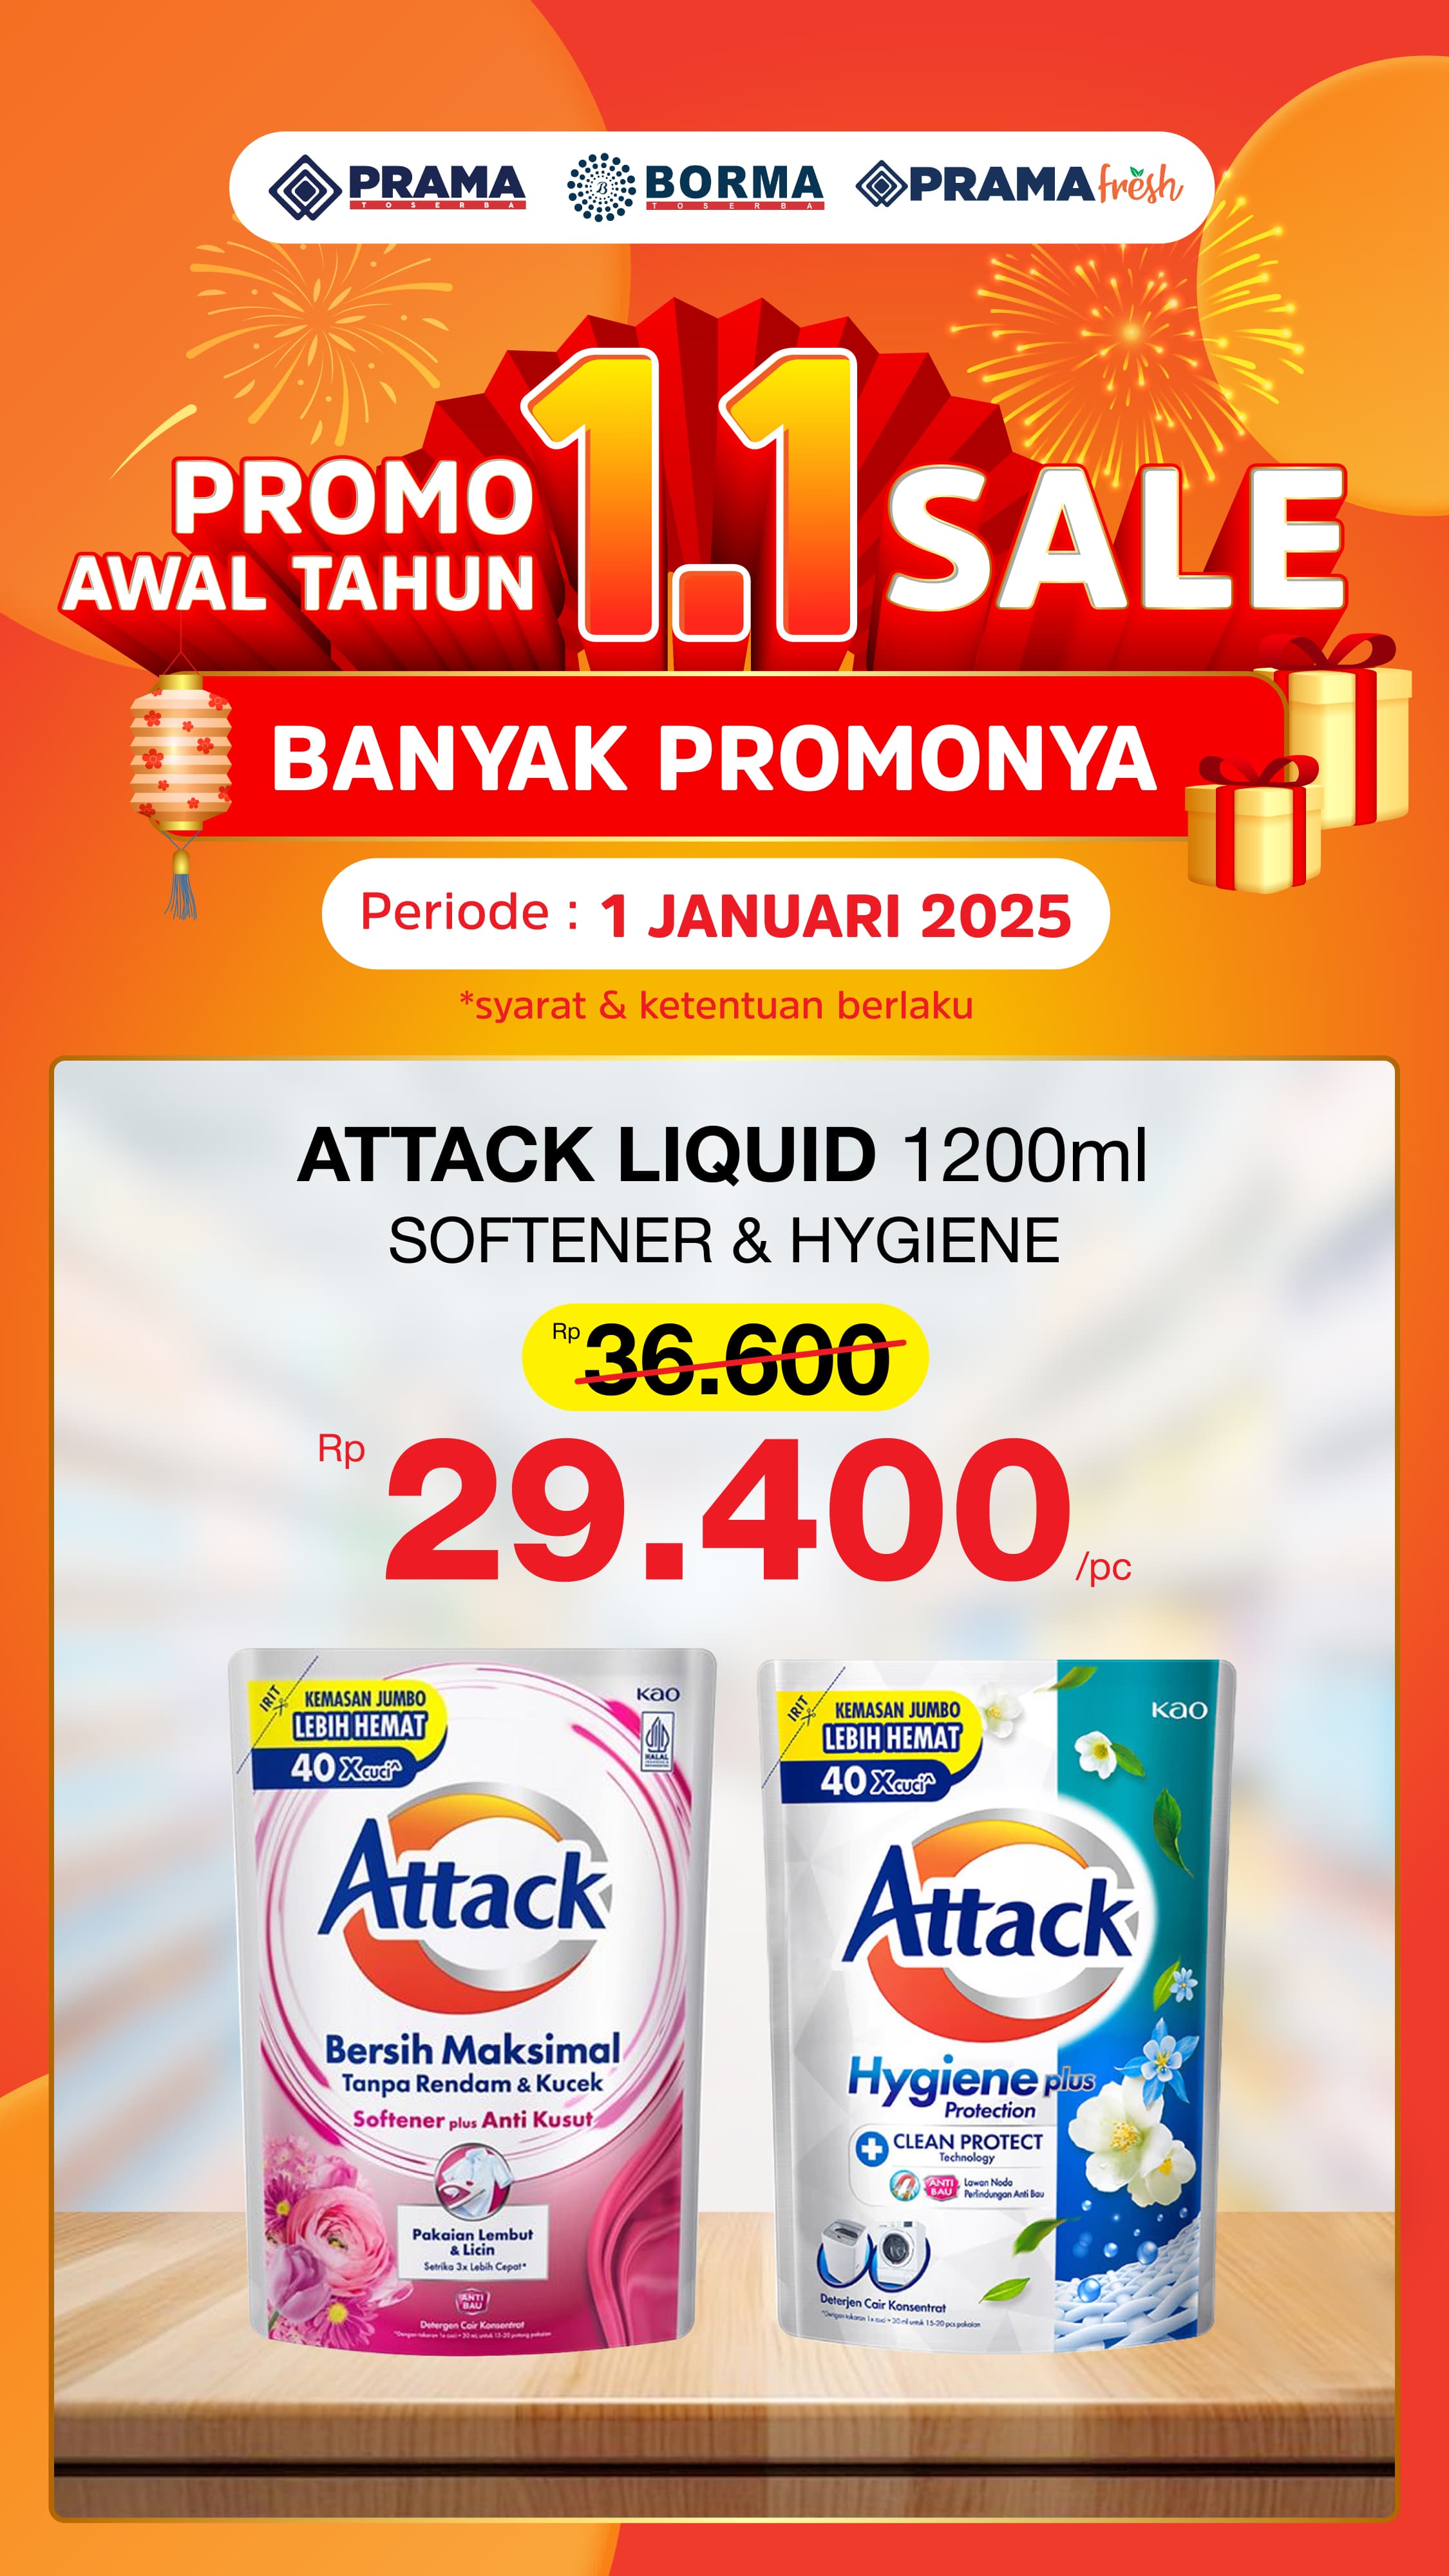 PRAMA
TOSERBA
BORMA
TOSERBA
PRAMA fresh
PROMO
AWAL TAHUN
1.1 SALE
BANYAK PROMONYA
Periode : 1 JANUARI 2025
*syarat & ketentuan berlaku
ATTACK LIQUID 1200ml
SOFTENER & HYGIENE
Rp 36.600
Rp 29.400/pc
IRIT
KEMASAN JUMBO
LEBIH HEMAT
40 X cuci^
Kao
HALAL
Attack
Bersih Maksimal
Tanpa Rendam & Kucek
Softener plus Anti Kusut
Pakaian Lembut
& Licin
Setrika 3x Lebih Cepat*
ANTI
BAU
Detergen Cair Konsentrat
IRIT
KEMASAN JUMBO
LEBIH HEMAT
40 X cuci^
Kao
Attack
Hygiene plus
Protection
CLEAN PROTECT
Technology
ANTI
BAU
Lawan Noda
Perlindungan Anti Bau
Deterjen Cair Konsentrat